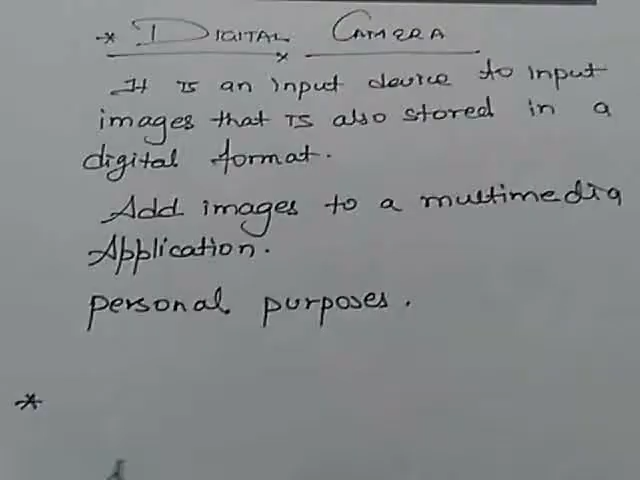 * DIGITAL CAMERA
It is an input device to input
images that is also stored in a
digital format.
Add images to a multimedia
Application.
personal purposes.
*